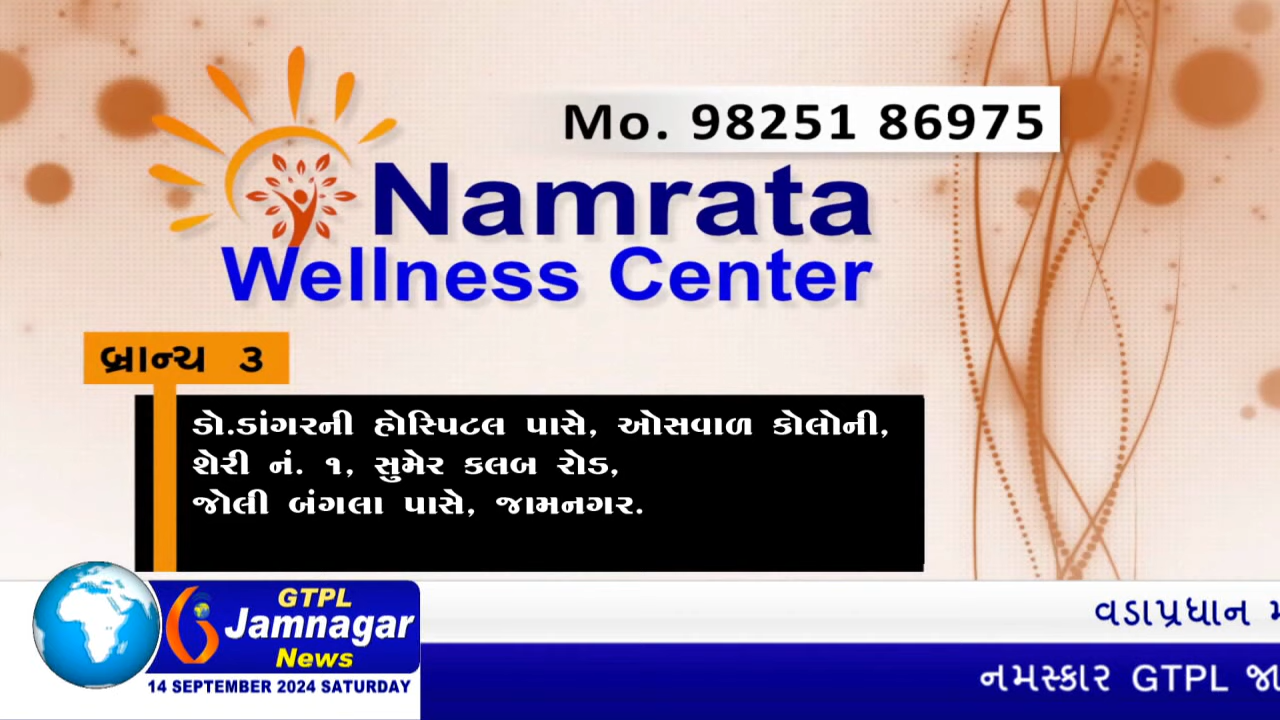 Mo. 98251 86975
Namrata
Wellness Center
બ્રાન્ચ ૩
ડો.ડાંગરની હોસ્પિટલ પાસે, ઓસવાળ કોલોની,
શેરી નં. ૧, સુમેર કલબ રોડ,
જોલી બંગલા પાસે, જામનગર.
GTPL
Jamnagar
News
14 SEPTEMBER 2024 SATURDAY
વડાપ્રધાન
નમસ્કાર GTPL જા